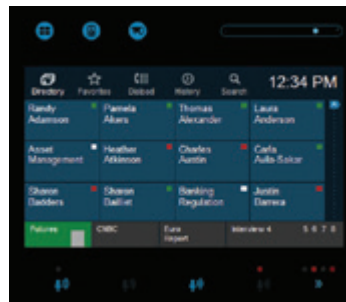 Directory Favorites Dialpad History Search 12:34 PM
Randy Adamson
Pamela Akers
Thomas Alexander
Laura Anderson
Asset Management
Heather Atkinson
Charles Austin
Carla Avila-Sokar
Sharon Badders
Sharon Balliet
Banking Regulation
Justin Barrera
Futures
CNBC
Euro Report
Interview 4
5 6 7 8